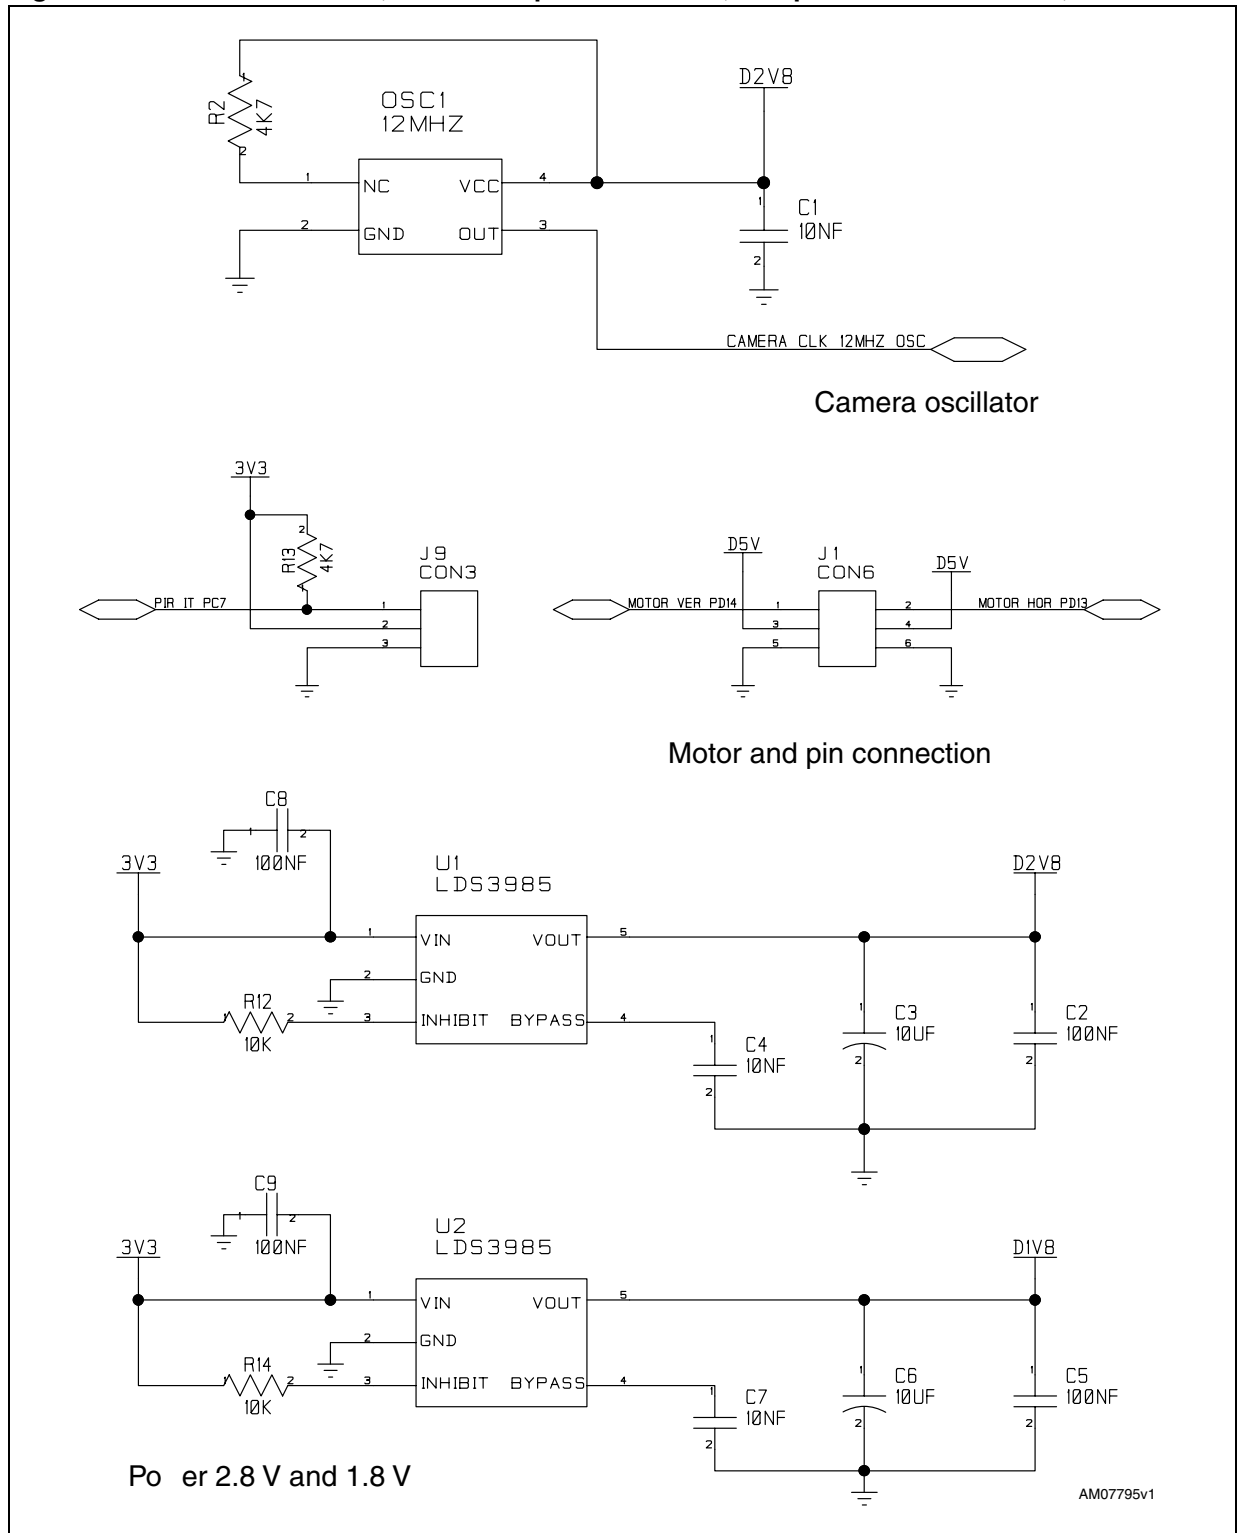 D2V8
OSC1
12MHZ
R2
4K7
1
2
1 NC VCC 4
2 GND OUT 3
C1
10NF
1
2
CAMERA CLK 12MHZ OSC
Camera oscillator
3V3
2
R13
4K7
1
J9
CON3
PIR IT PC7
1
2
3
D5V
J1
CON6
D5V
MOTOR VER PD14
1 2
3 4
5 6
MOTOR HOR PD13
Motor and pin connection
C8
1 2
100NF
3V3
U1
LDS3985
D2V8
1 VIN VOUT 5
2 GND
R12
1 2
10K
3 INHIBIT BYPASS 4
1
C4
10NF
2
1
C3
10UF
2
1
C2
100NF
2
C9
1 2
100NF
3V3
U2
LDS3985
D1V8
1 VIN VOUT 5
2 GND
R14
1 2
10K
3 INHIBIT BYPASS 4
1
C7
10NF
2
1
C6
10UF
2
1
C5
100NF
2
Po er 2.8 V and 1.8 V
AM07795v1